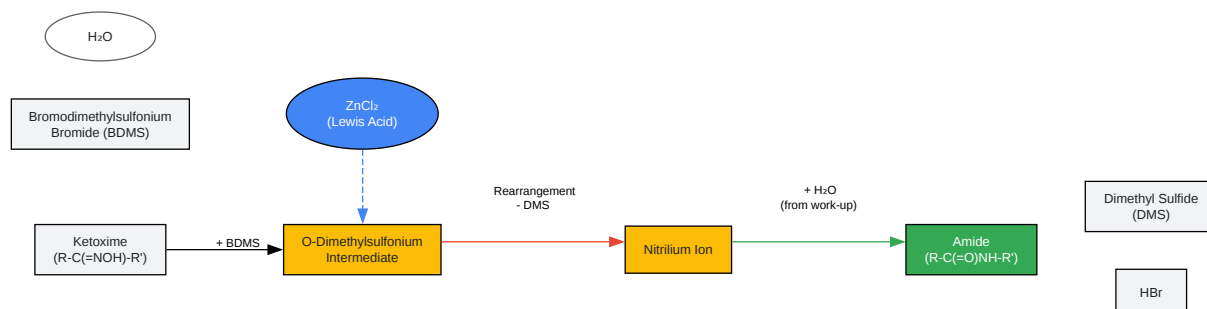 H₂O
Bromodimethylsulfonium
Bromide (BDMS)
ZnCl₂
(Lewis Acid)
Rearrangement
- DMS
+ H₂O
(from work-up)
Dimethyl Sulfide
(DMS)
Ketoxime
(R-C(=NOH)-R')
+ BDMS
O-Dimethylsulfonium
Intermediate
Nitrilium Ion
Amide
(R-C(=O)NH-R')
HBr